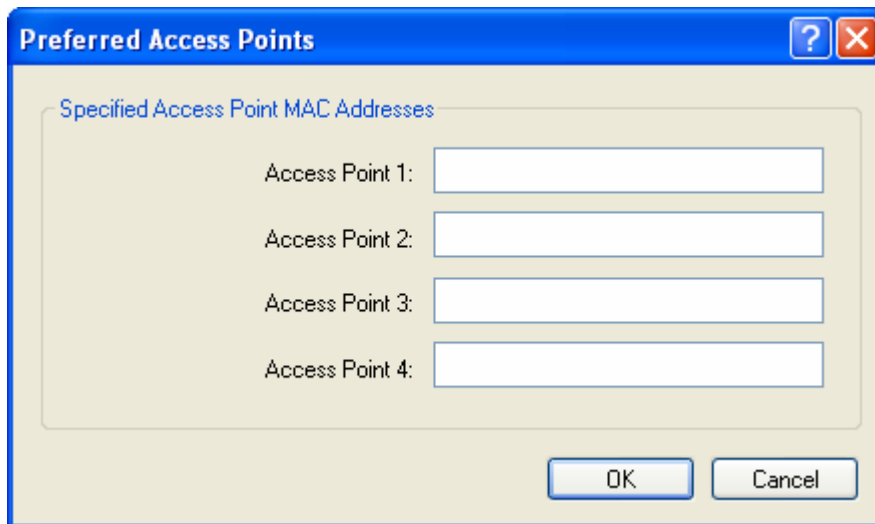 Preferred Access Points
?
Specified Access Point MAC Addresses
Access Point 1:
Access Point 2:
Access Point 3:
Access Point 4:
OK Cancel